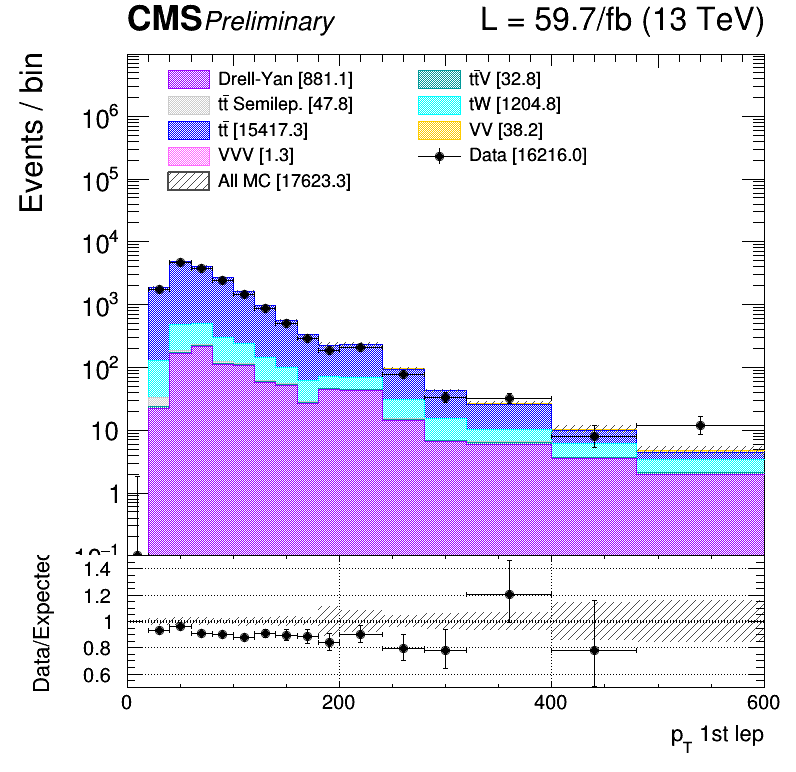 CMS Preliminary L = 59.7/fb (13 TeV)
Events / bin
Drell-Yan [881.1]
tt̄ Semilep. [47.8]
tt̄ [15417.3]
VVV [1.3]
All MC [17623.3]
tt̄V [32.8]
tW [1204.8]
VV [38.2]
Data [16216.0]
10⁶
10⁵
10⁴
10³
10²
10
1
10⁻¹
Data/Expected
1.4
1.2
1
0.8
0.6
0 200 400 600
p_T 1st lep